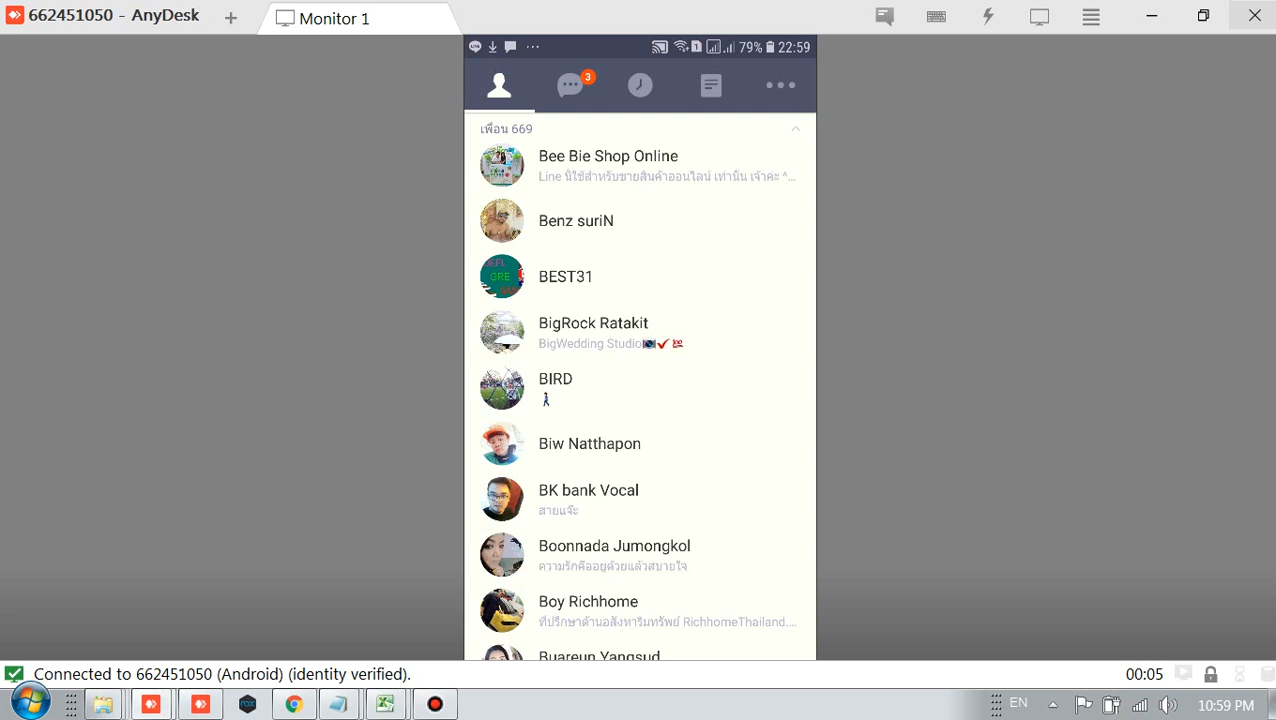 662451050 - AnyDesk
Monitor 1
79% 22:59
3
เพื่อน 669
Bee Bie Shop Online
Line นี้ใช้สำหรับขายสินค้าออนไลน์ เท่านั้น เจ้าค่ะ ^...
Benz suriN
BEST31
BigRock Ratakit
BigWedding Studio
BIRD
Biw Natthapon
BK bank Vocal
สายแจ๊ะ
Boonnada Jumongkol
ความรักคืออยู่ด้วยแล้วสบายใจ
Boy Richhome
ที่ปรึกษาด้านอสังหาริมทรัพย์ RichhomeThailand....
Buareun Yangsud
Connected to 662451050 (Android) (identity verified).
00:05
EN
10:59 PM